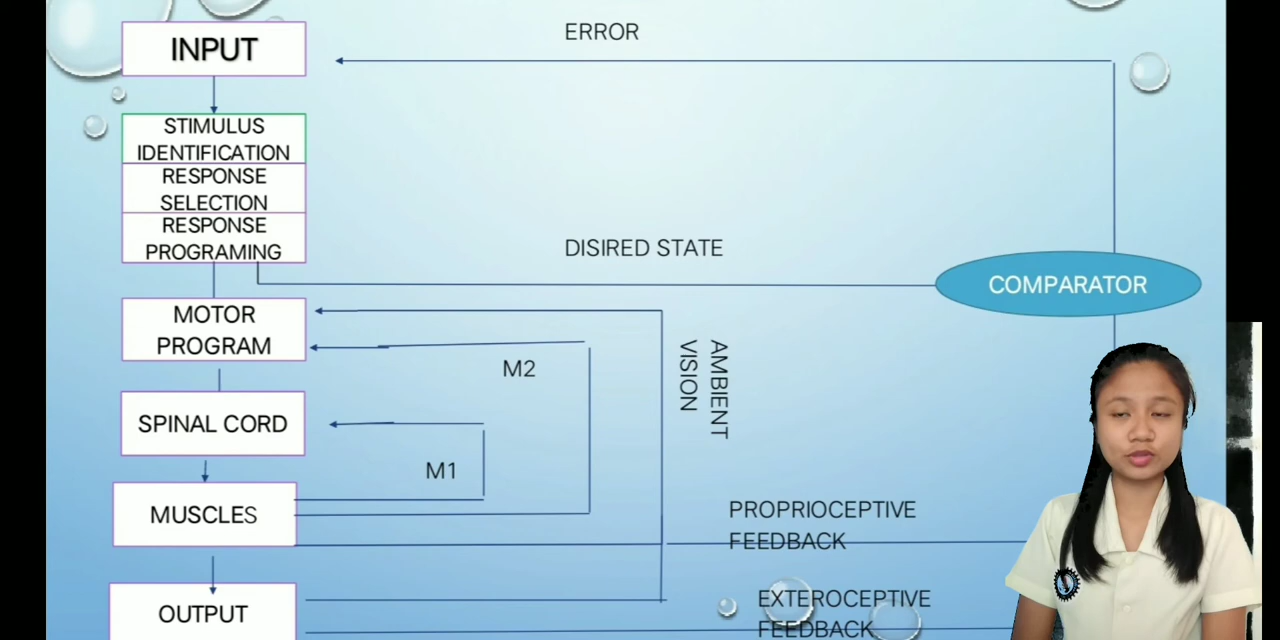 INPUT
ERROR
STIMULUS
IDENTIFICATION
RESPONSE
SELECTION
RESPONSE
PROGRAMING
DISIRED STATE
COMPARATOR
MOTOR
PROGRAM
M2
AMBIENT
VISION
SPINAL CORD
M1
MUSCLES
PROPRIOCEPTIVE
FEEDBACK
OUTPUT
EXTEROCEPTIVE
FEEDBACK